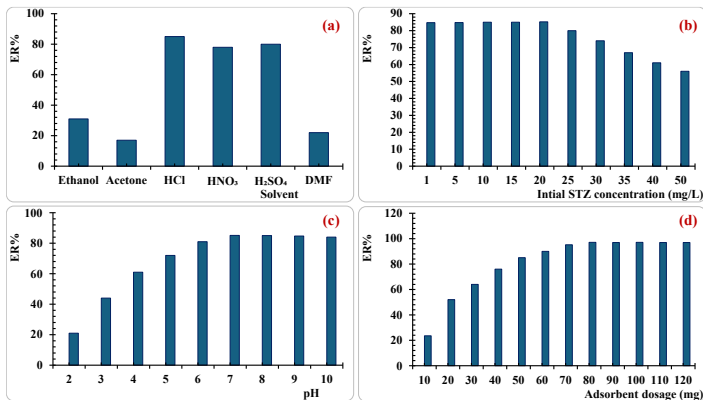 (a)
ER%
100
80
60
40
20
0
Ethanol Acetone HCl HNO₃ H₂SO₄ DMF
Solvent
(b)
ER%
90
80
70
60
50
40
30
20
10
0
1 5 10 15 20 25 30 35 40 50
Intial STZ concentration (mg/L)
(c)
ER%
100
80
60
40
20
0
2 3 4 5 6 7 8 9 10
pH
(d)
ER%
120
100
80
60
40
20
0
10 20 30 40 50 60 70 80 90 100 110 120
Adsorbent dosage (mg)